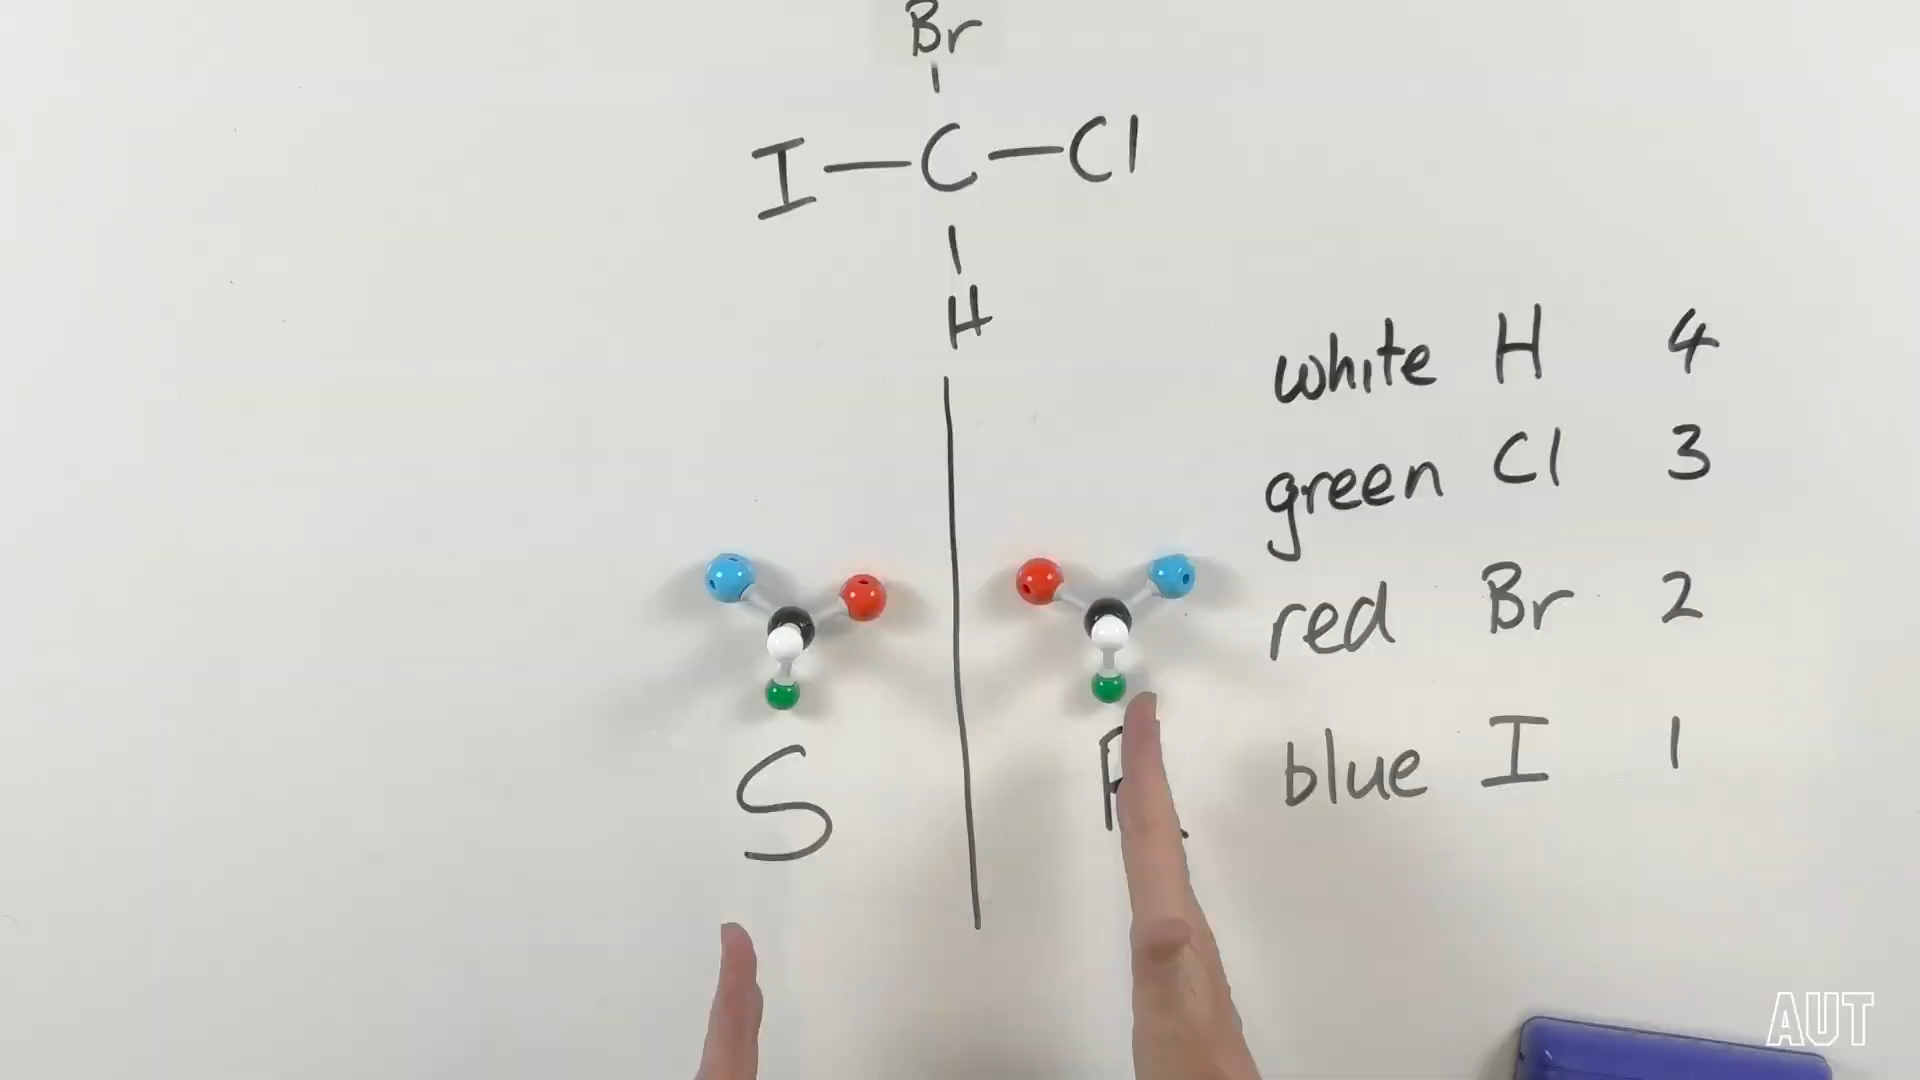 Br
I—C—Cl
H
white H 4
green Cl 3
red Br 2
blue I 1
S
AUT